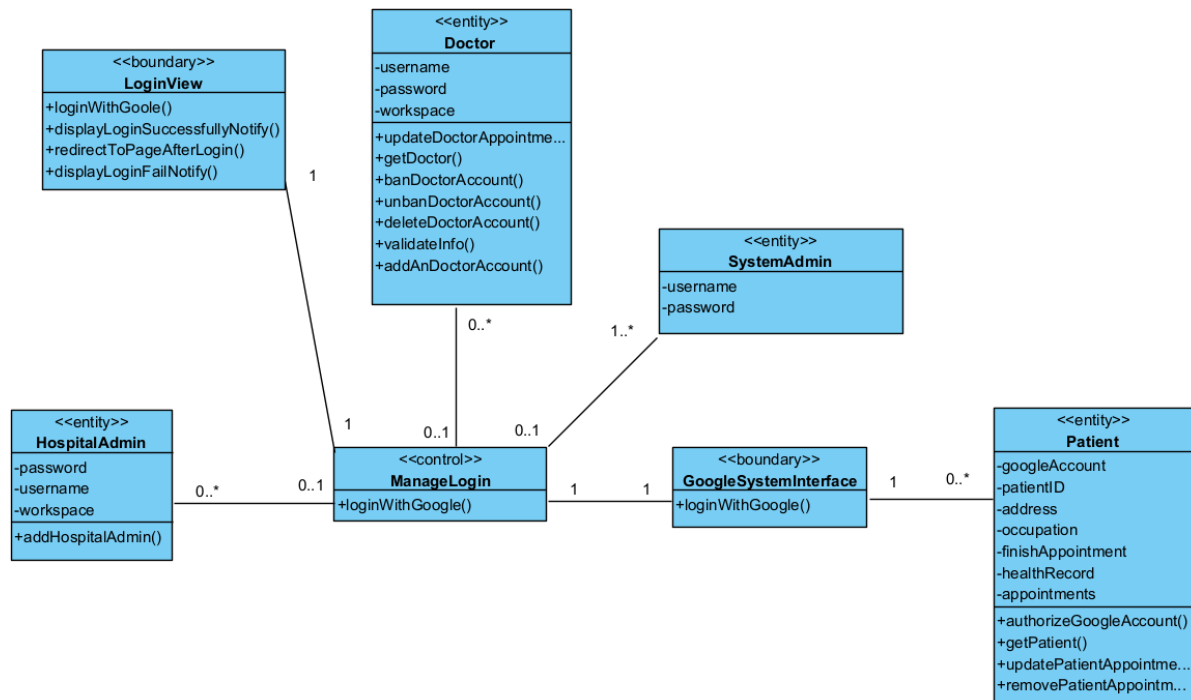 <<boundary>>
LoginView
+loginWithGoole()
+displayLoginSuccessfullyNotify()
+redirectToPageAfterLogin()
+displayLoginFailNotify()
1
<<entity>>
Doctor
-username
-password
-workspace
+updateDoctorAppointme...
+getDoctor()
+banDoctorAccount()
+unbanDoctorAccount()
+deleteDoctorAccount()
+validateInfo()
+addAnDoctorAccount()
0..*
<<entity>>
SystemAdmin
-username
-password
1..*
<<entity>>
HospitalAdmin
-password
-username
-workspace
+addHospitalAdmin()
0..*
0..1
1
0..1
0..1
<<control>>
ManageLogin
+loginWithGoogle()
1
1
<<boundary>>
GoogleSystemInterface
+loginWithGoogle()
1
0..*
<<entity>>
Patient
-googleAccount
-patientID
-address
-occupation
-finishAppointment
-healthRecord
-appointments
+authorizeGoogleAccount()
+getPatient()
+updatePatientAppointme...
+removePatientAppointm...